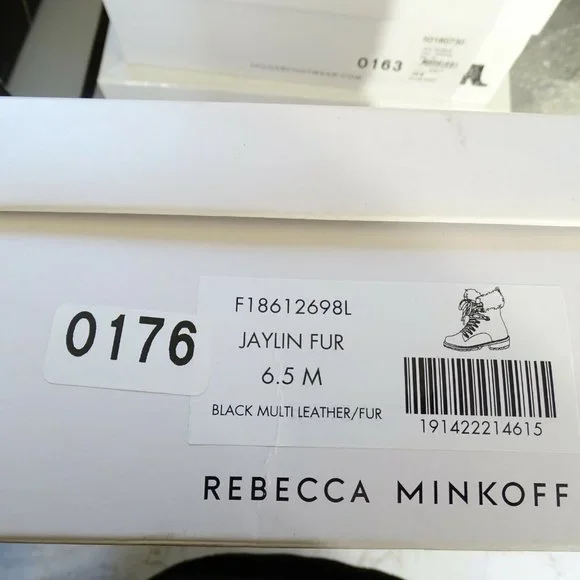 0163
0176
F18612698L
JAYLIN FUR
6.5 M
BLACK MULTI LEATHER/FUR
191422214615
REBECCA MINKOFF